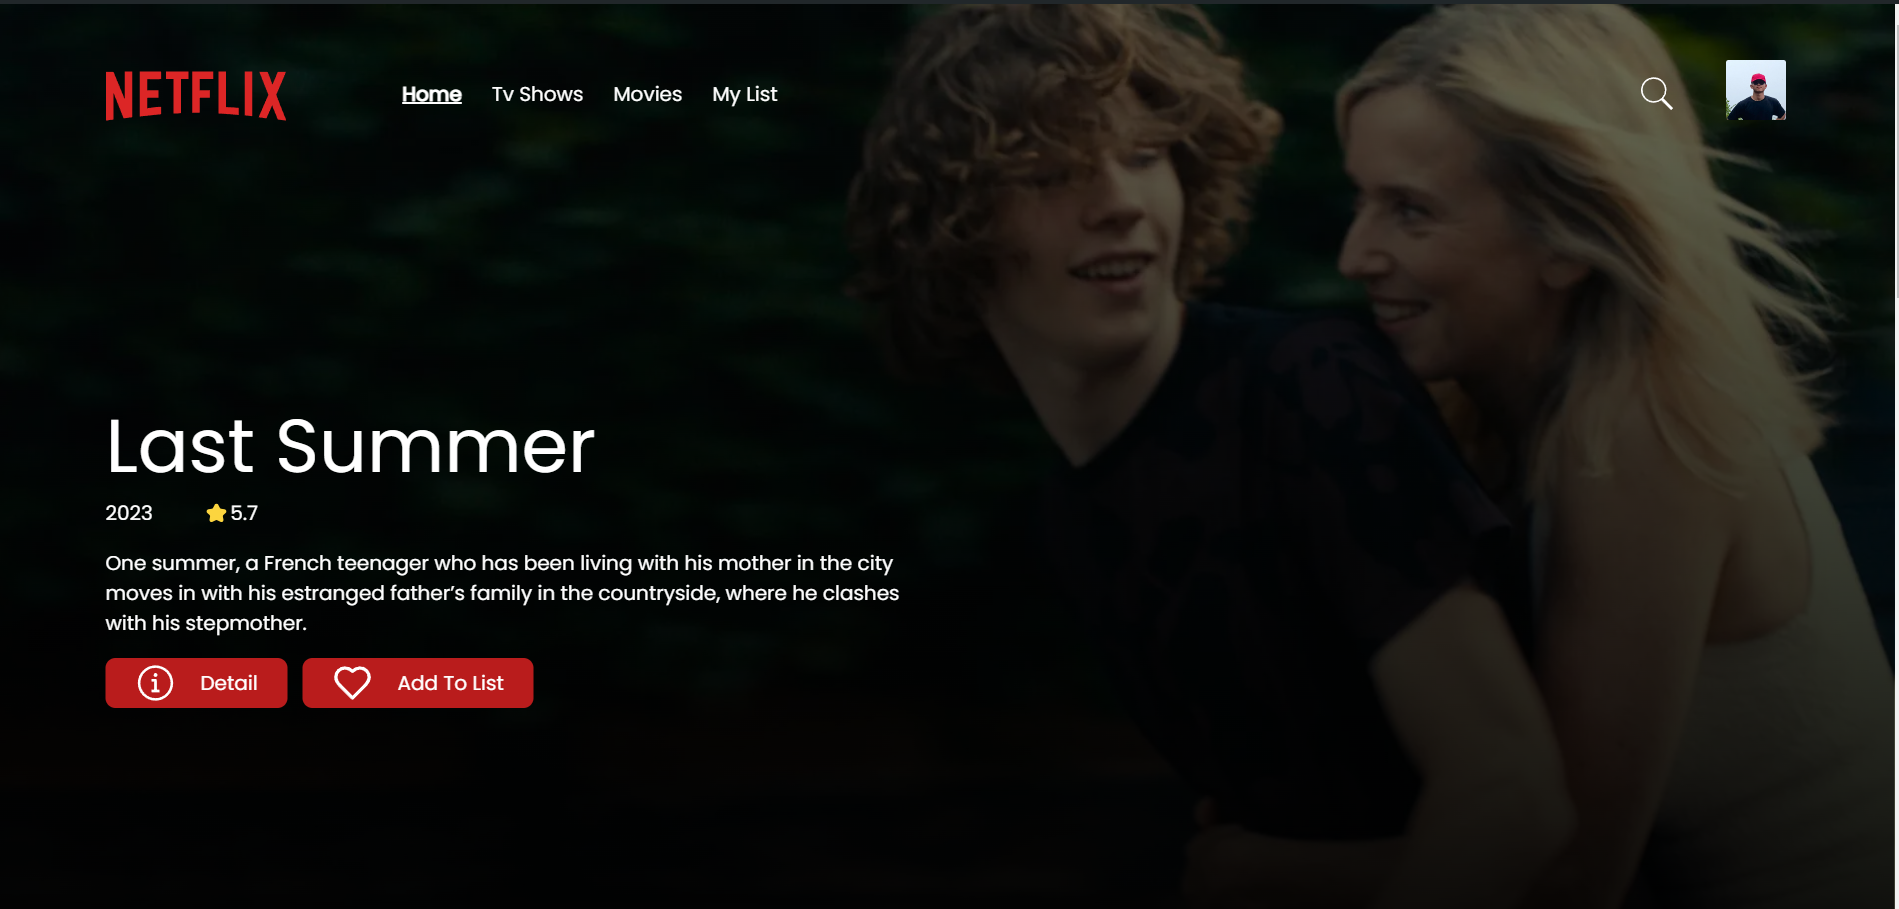 NETFLIX
Home Tv Shows Movies My List
Last Summer
2023 5.7
One summer, a French teenager who has been living with his mother in the city
moves in with his estranged father’s family in the countryside, where he clashes
with his stepmother.
Detail Add To List